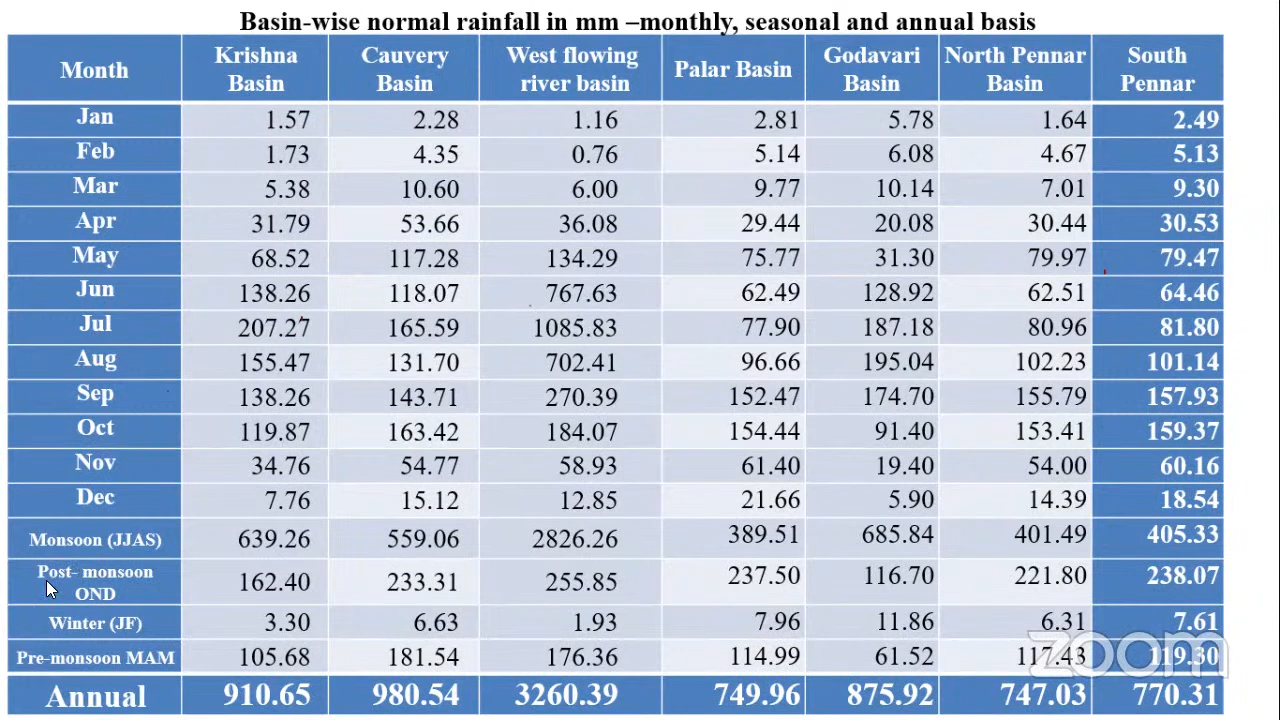 Basin-wise normal rainfall in mm –monthly, seasonal and annual basis
Month Krishna Basin Cauvery Basin West flowing river basin Palar Basin Godavari Basin North Pennar Basin South Pennar
Jan 1.57 2.28 1.16 2.81 5.78 1.64 2.49
Feb 1.73 4.35 0.76 5.14 6.08 4.67 5.13
Mar 5.38 10.60 6.00 9.77 10.14 7.01 9.30
Apr 31.79 53.66 36.08 29.44 20.08 30.44 30.53
May 68.52 117.28 134.29 75.77 31.30 79.97 79.47
Jun 138.26 118.07 767.63 62.49 128.92 62.51 64.46
Jul 207.27 165.59 1085.83 77.90 187.18 80.96 81.80
Aug 155.47 131.70 702.41 96.66 195.04 102.23 101.14
Sep 138.26 143.71 270.39 152.47 174.70 155.79 157.93
Oct 119.87 163.42 184.07 154.44 91.40 153.41 159.37
Nov 34.76 54.77 58.93 61.40 19.40 54.00 60.16
Dec 7.76 15.12 12.85 21.66 5.90 14.39 18.54
Monsoon (JJAS) 639.26 559.06 2826.26 389.51 685.84 401.49 405.33
Post- monsoon OND 162.40 233.31 255.85 237.50 116.70 221.80 238.07
Winter (JF) 3.30 6.63 1.93 7.96 11.86 6.31 7.61
Pre-monsoon MAM 105.68 181.54 176.36 114.99 61.52 117.43 119.30
zoom
Annual 910.65 980.54 3260.39 749.96 875.92 747.03 770.31